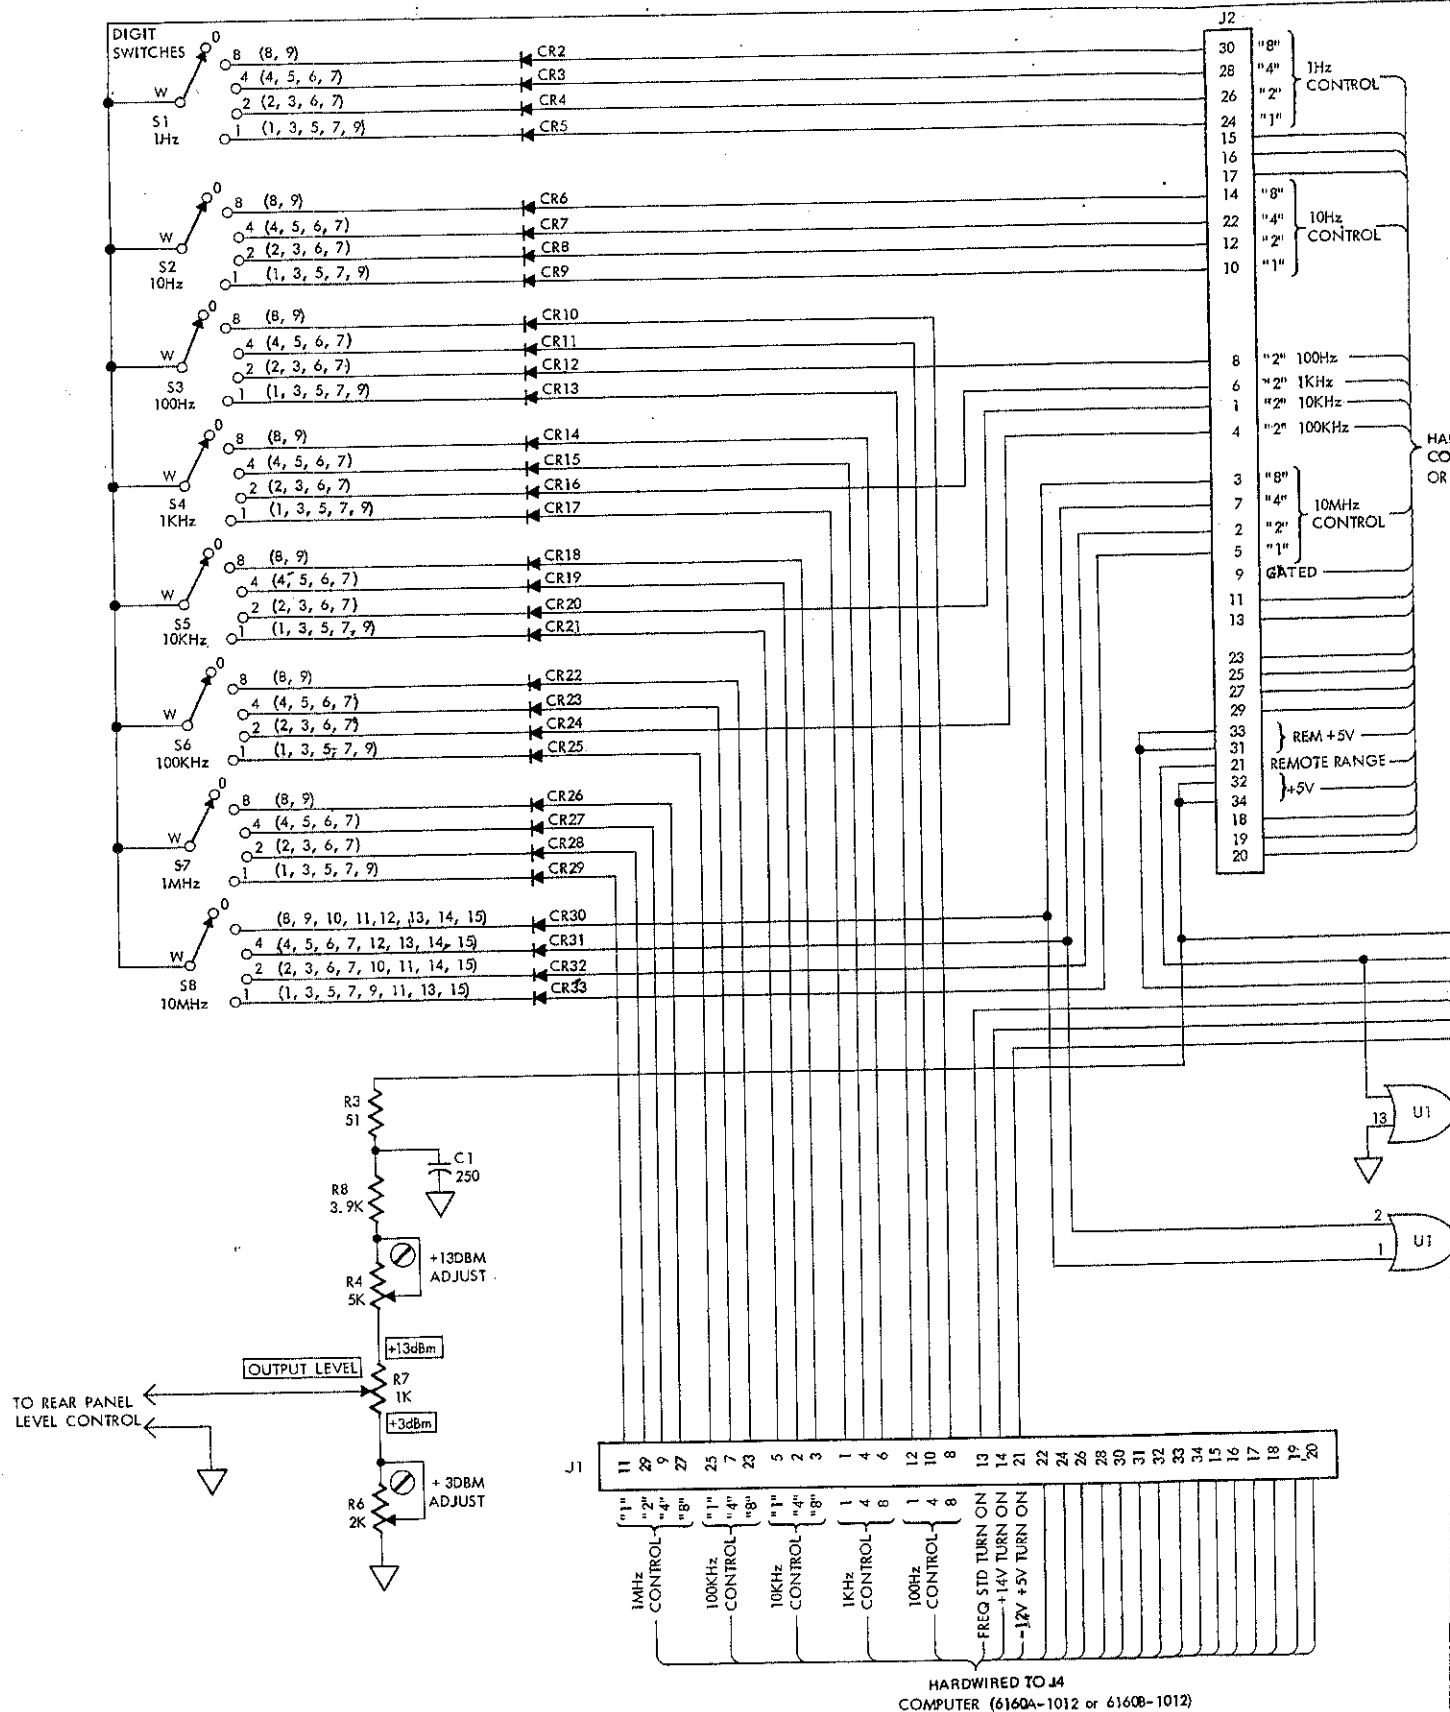 DIGIT
SWITCHES
0
8 (8, 9)
CR2
4 (4, 5, 6, 7)
CR3
2 (2, 3, 6, 7)
CR4
1 (1, 3, 5, 7, 9)
CR5
W
S1
1Hz
0
8 (8, 9)
CR6
4 (4, 5, 6, 7)
CR7
2 (2, 3, 6, 7)
CR8
1 (1, 3, 5, 7, 9)
CR9
W
S2
10Hz
0
8 (8, 9)
CR10
4 (4, 5, 6, 7)
CR11
2 (2, 3, 6, 7)
CR12
1 (1, 3, 5, 7, 9)
CR13
W
S3
100Hz
0
8 (8, 9)
CR14
4 (4, 5, 6, 7)
CR15
2 (2, 3, 6, 7)
CR16
1 (1, 3, 5, 7, 9)
CR17
W
S4
1KHz
0
8 (8, 9)
CR18
4 (4, 5, 6, 7)
CR19
2 (2, 3, 6, 7)
CR20
1 (1, 3, 5, 7, 9)
CR21
W
S5
10KHz
0
8 (8, 9)
CR22
4 (4, 5, 6, 7)
CR23
2 (2, 3, 6, 7)
CR24
1 (1, 3, 5, 7, 9)
CR25
W
S6
100KHz
0
8 (8, 9)
CR26
4 (4, 5, 6, 7)
CR27
2 (2, 3, 6, 7)
CR28
1 (1, 3, 5, 7, 9)
CR29
W
S7
1MHz
0
(8, 9, 10, 11, 12, 13, 14, 15)
CR30
4 (4, 5, 6, 7, 12, 13, 14, 15)
CR31
2 (2, 3, 6, 7, 10, 11, 14, 15)
CR32
1 (1, 3, 5, 7, 9, 11, 13, 15)
CR33
W
S8
10MHz
J2
30 "8"
28 "4"
26 "2"
24 "1"
1Hz
CONTROL
15
16
17
14 "8"
22 "4"
12 "2"
10 "1"
10Hz
CONTROL
8 "2" 100Hz
6 "2" 1KHz
1 "2" 10KHz
4 "2" 100KHz
3 "8"
7 "4"
2 "2"
5 "1"
10MHz
CONTROL
9 GATED
11
13
23
25
27
29
33
31
REM +5V
21 REMOTE RANGE
32
34
+5V
18
19
20
OR
R3
51
C1
250
R8
3.9K
+13DBM
ADJUST
R4
5K
+13dBm
OUTPUT LEVEL
R7
1K
+3dBm
TO REAR PANEL
LEVEL CONTROL
+3DBM
ADJUST
R6
2K
13
U1
2
1
U1
J1
11 29 9 27 25 7 23 5 2 3 1 4 6 12 10 8 13 14 21 22 24 26 28 30 31 32 33 34 15 16 17 18 19 20
"1" "2" "4" "8" "1" "4" "8" "1" "4" "8" 1 4 8 1 4 8
1MHz
CONTROL
100KHz
CONTROL
10KHz
CONTROL
1KHz
CONTROL
100Hz
CONTROL
FREQ STD TURN ON
+14V TURN ON
-12V +5V TURN ON
HARDWIRED TO J4
COMPUTER (6160A-1012 or 6160B-1012)